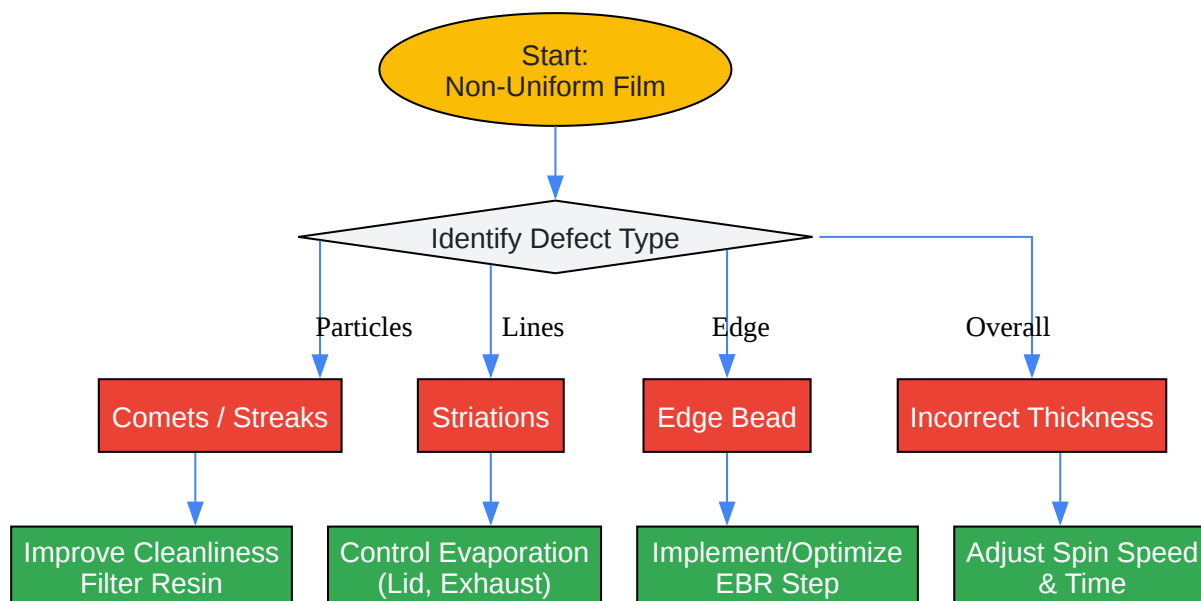 Start:
Non-Uniform Film
Identify Defect Type
Particles
Lines
Edge
Overall
Comets / Streaks
Striations
Edge Bead
Incorrect Thickness
Improve Cleanliness
Filter Resin
Control Evaporation
(Lid, Exhaust)
Implement/Optimize
EBR Step
Adjust Spin Speed
& Time